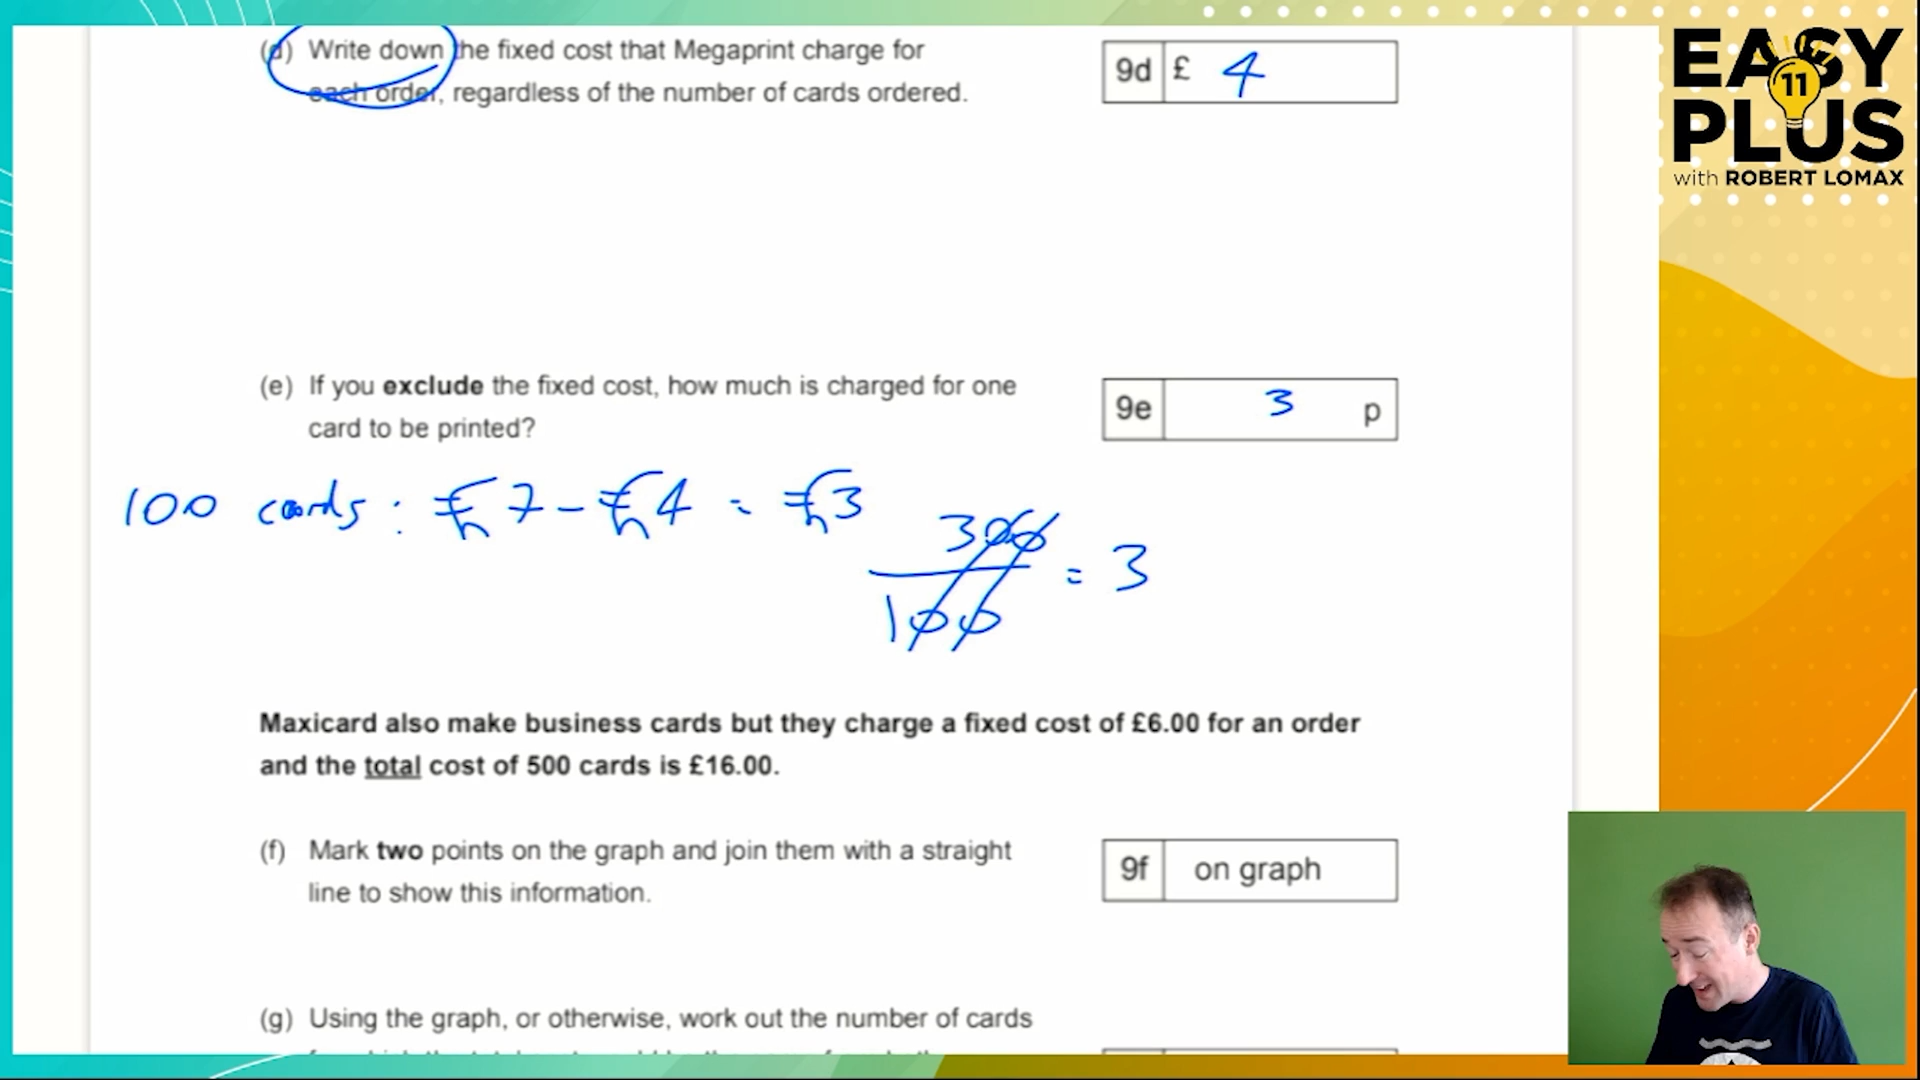 EASY
11
PLUS
with ROBERT LOMAX
(d) Write down the fixed cost that Megaprint charge for
each order, regardless of the number of cards ordered.
9d £ 4
(e) If you exclude the fixed cost, how much is charged for one
card to be printed?
9e 3 p
100 cards: £7-£4 = £3
300
100
= 3
Maxicard also make business cards but they charge a fixed cost of £6.00 for an order
and the total cost of 500 cards is £16.00.
(f) Mark two points on the graph and join them with a straight
line to show this information.
9f on graph
(g) Using the graph, or otherwise, work out the number of cards